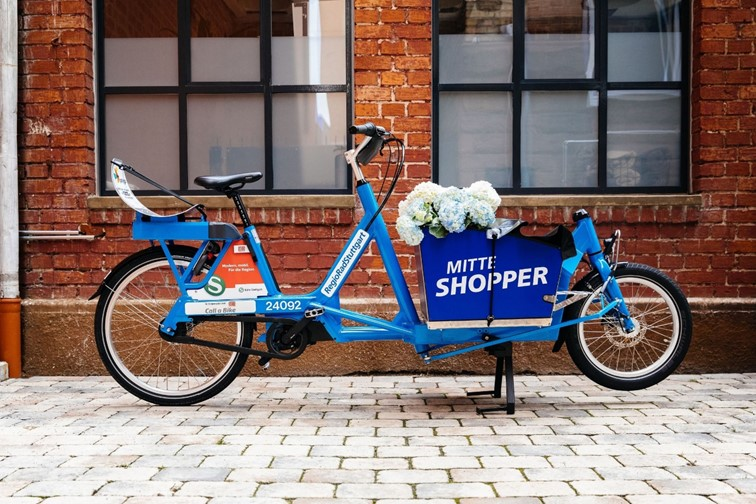 MITTE
SHOPPER
RegioRadStuttgart
24092
Call a Bike
S